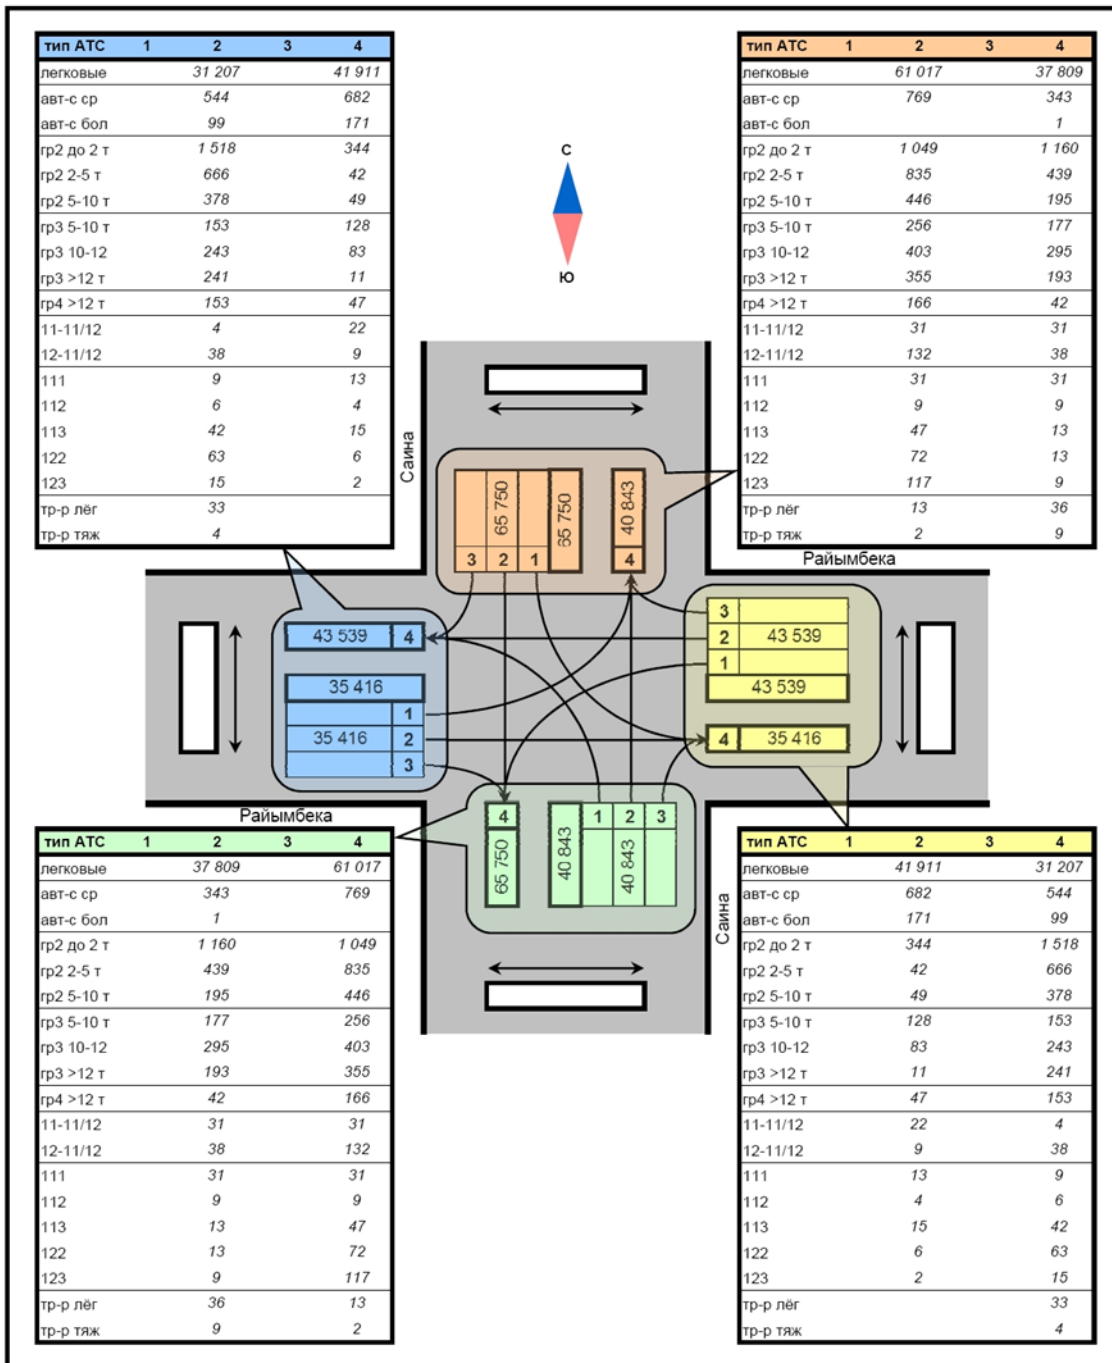 тип АТС 1 2 3 4
легковые 31 207 41 911
авт-с ср 544 682
авт-с бол 99 171
гр2 до 2 т 1 518 344
гр2 2-5 т 666 42
гр2 5-10 т 378 49
гр3 5-10 т 153 128
гр3 10-12 243 83
гр3 >12 т 241 11
гр4 >12 т 153 47
11-11/12 4 22
12-11/12 38 9
111 9 13
112 6 4
113 42 15
122 63 6
123 15 2
тр-р лёг 33
тр-р тяж 4
тип АТС 1 2 3 4
легковые 61 017 37 809
авт-с ср 769 343
авт-с бол 1
гр2 до 2 т 1 049 1 160
гр2 2-5 т 835 439
гр2 5-10 т 446 195
гр3 5-10 т 256 177
гр3 10-12 403 295
гр3 >12 т 355 193
гр4 >12 т 166 42
11-11/12 31 31
12-11/12 132 38
111 31 31
112 9 9
113 47 13
122 72 13
123 117 9
тр-р лёг 13 36
тр-р тяж 2 9
С
Ю
Саина
Райымбека
65 750
65 750
40 843
3 2 1 4
43 539 4
35 416
1
35 416 2
3
3
2 43 539
1
43 539
4 35 416
4 1 2 3
65 750
40 843
40 843
Райымбека
Саина
тип АТС 1 2 3 4
легковые 37 809 61 017
авт-с ср 343 769
авт-с бол 1
гр2 до 2 т 1 160 1 049
гр2 2-5 т 439 835
гр2 5-10 т 195 446
гр3 5-10 т 177 256
гр3 10-12 295 403
гр3 >12 т 193 355
гр4 >12 т 42 166
11-11/12 31 31
12-11/12 38 132
111 31 31
112 9 9
113 13 47
122 13 72
123 9 117
тр-р лёг 36 13
тр-р тяж 9 2
тип АТС 1 2 3 4
легковые 41 911 31 207
авт-с ср 682 544
авт-с бол 171 99
гр2 до 2 т 344 1 518
гр2 2-5 т 42 666
гр2 5-10 т 49 378
гр3 5-10 т 128 153
гр3 10-12 83 243
гр3 >12 т 11 241
гр4 >12 т 47 153
11-11/12 22 4
12-11/12 9 38
111 13 9
112 4 6
113 15 42
122 6 63
123 2 15
тр-р лёг 33
тр-р тяж 4